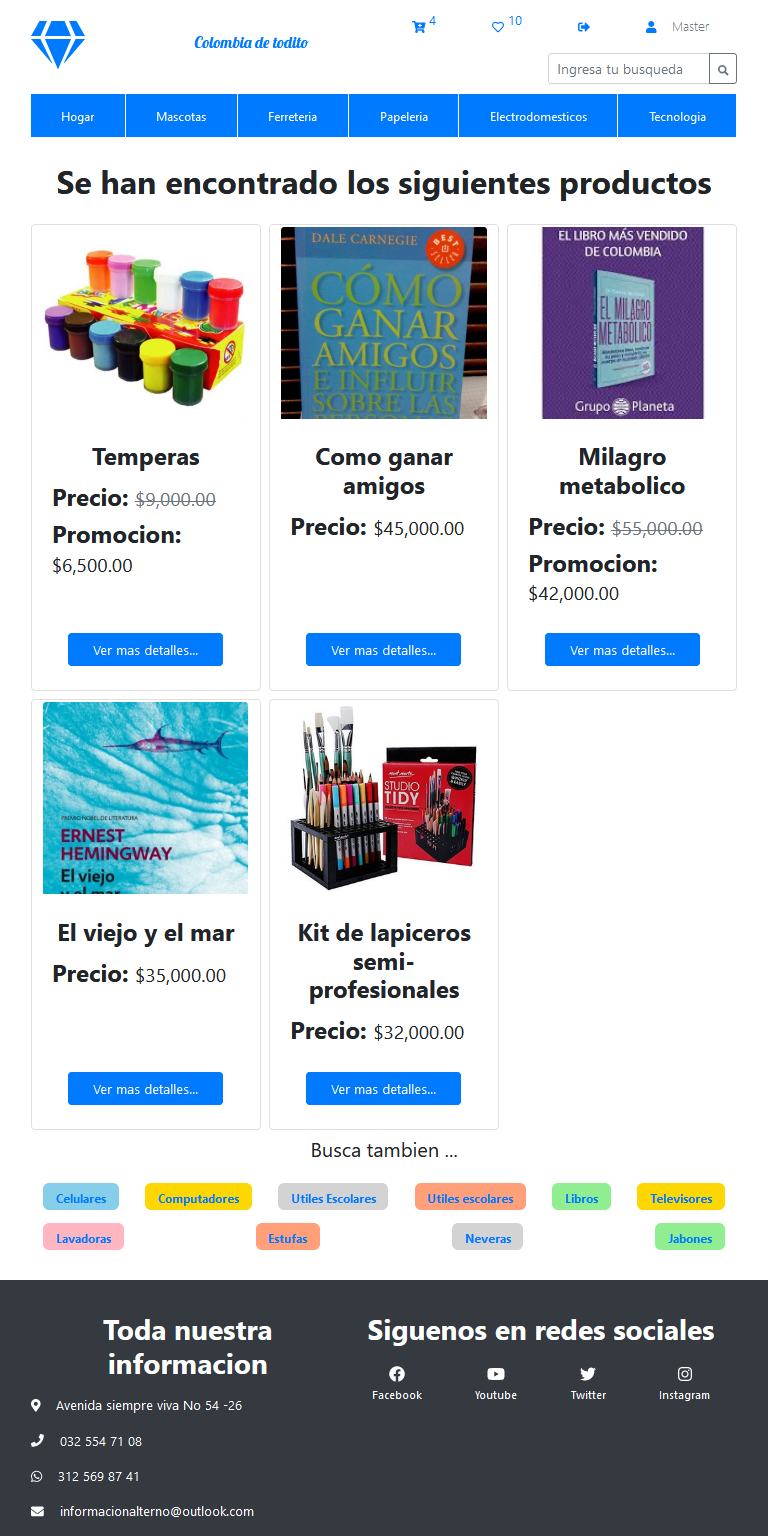 Colombia de todito
4
10
Master
Ingresa tu busqueda
Hogar
Mascotas
Ferreteria
Papeleria
Electrodomesticos
Tecnologia
Se han encontrado los siguientes productos
Temperas
Precio: $9,000.00
Promocion:
$6,500.00
Ver mas detalles...
DALE CARNEGIE
BEST
SELLER
CÓMO
GANAR
AMIGOS
E INFLUIR
SOBRE LAS
PERSONAS
Como ganar
amigos
Precio: $45,000.00
Ver mas detalles...
EL LIBRO MÁS VENDIDO
DE COLOMBIA
EL MILAGRO
METABÓLICO
Grupo Planeta
Milagro
metabolico
Precio: $55,000.00
Promocion:
$42,000.00
Ver mas detalles...
PREMIO NOBEL DE LITERATURA
ERNEST
HEMINGWAY
El viejo
y el mar
El viejo y el mar
Precio: $35,000.00
Ver mas detalles...
STUDIO
TIDY
Kit de lapiceros
semi-
profesionales
Precio: $32,000.00
Ver mas detalles...
Busca tambien ...
Celulares
Computadores
Utiles Escolares
Utiles escolares
Libros
Televisores
Lavadoras
Estufas
Neveras
Jabones
Toda nuestra
informacion
Avenida siempre viva No 54 -26
032 554 71 08
312 569 87 41
informacionalterno@outlook.com
Siguenos en redes sociales
Facebook
Youtube
Twitter
Instagram